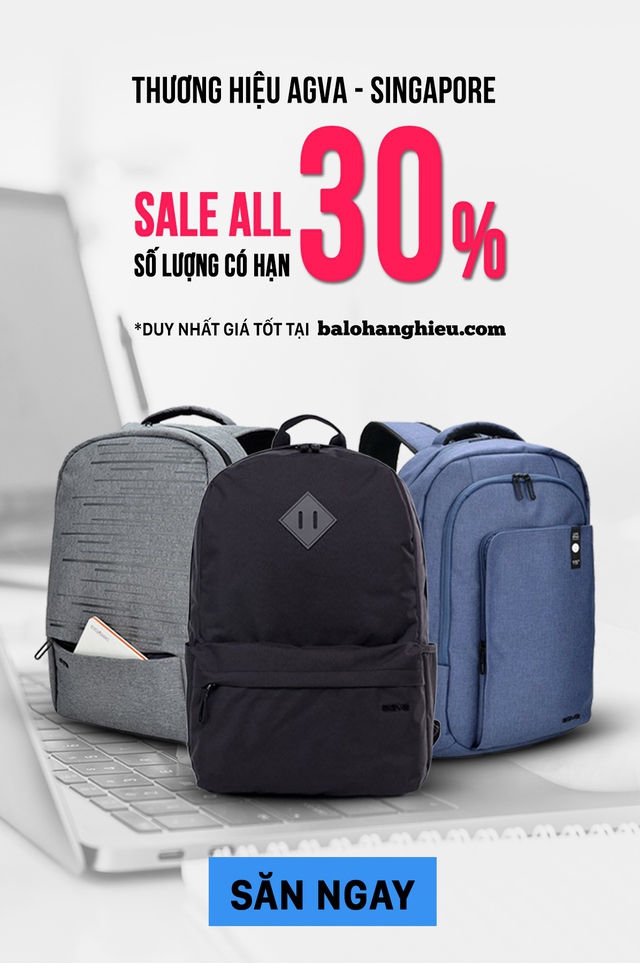 THƯƠNG HIỆU AGVA - SINGAPORE
SALE ALL 30%
SỐ LƯỢNG CÓ HẠN
*DUY NHẤT GIÁ TỐT TẠI balohanghieu.com
SĂN NGAY